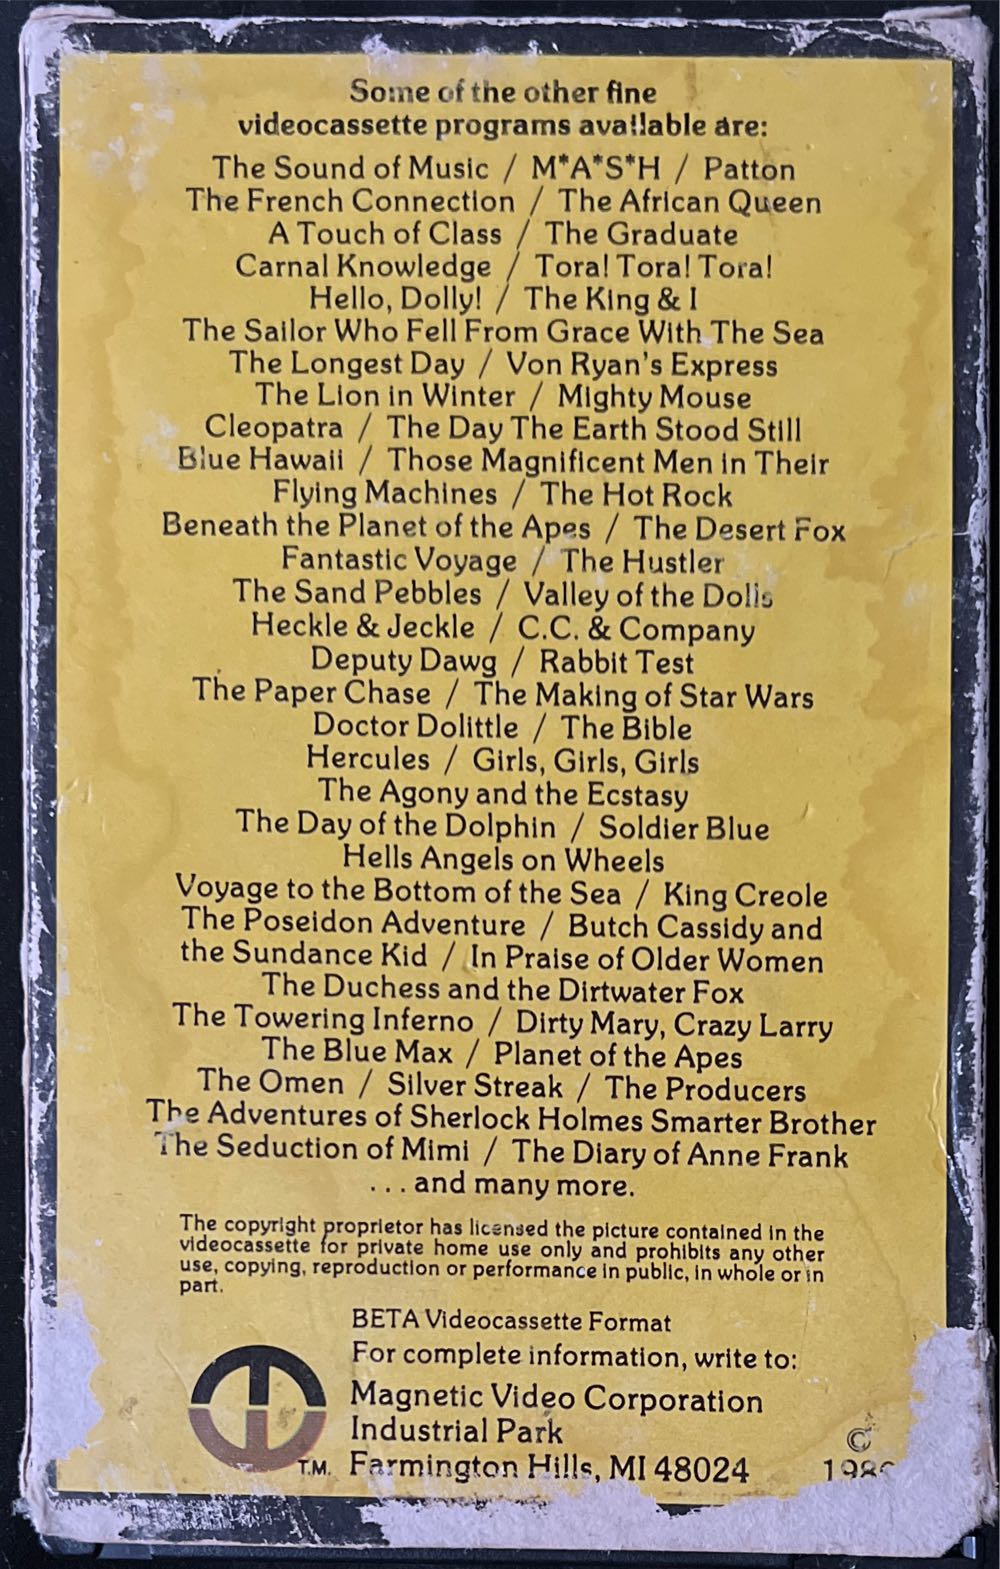 Some of the other fine
videocassette programs available are:
The Sound of Music / M*A*S*H / Patton
The French Connection / The African Queen
A Touch of Class / The Graduate
Carnal Knowledge / Tora! Tora! Tora!
Hello, Dolly! / The King & I
The Sailor Who Fell From Grace With The Sea
The Longest Day / Von Ryan's Express
The Lion in Winter / Mighty Mouse
Cleopatra / The Day The Earth Stood Still
Blue Hawaii / Those Magnificent Men in Their
Flying Machines / The Hot Rock
Beneath the Planet of the Apes / The Desert Fox
Fantastic Voyage / The Hustler
The Sand Pebbles / Valley of the Dolls
Heckle & Jeckle / C.C. & Company
Deputy Dawg / Rabbit Test
The Paper Chase / The Making of Star Wars
Doctor Dolittle / The Bible
Hercules / Girls, Girls, Girls
The Agony and the Ecstasy
The Day of the Dolphin / Soldier Blue
Hells Angels on Wheels
Voyage to the Bottom of the Sea / King Creole
The Poseidon Adventure / Butch Cassidy and
the Sundance Kid / In Praise of Older Women
The Duchess and the Dirtwater Fox
The Towering Inferno / Dirty Mary, Crazy Larry
The Blue Max / Planet of the Apes
The Omen / Silver Streak / The Producers
The Adventures of Sherlock Holmes Smarter Brother
The Seduction of Mimi / The Diary of Anne Frank
... and many more.
The copyright proprietor has licensed the picture contained in the
videocassette for private home use only and prohibits any other
use, copying, reproduction or performance in public, in whole or in
part.
BETA Videocassette Format
For complete information, write to:
Magnetic Video Corporation
Industrial Park
T.M. Farmington Hills, MI 48024
©